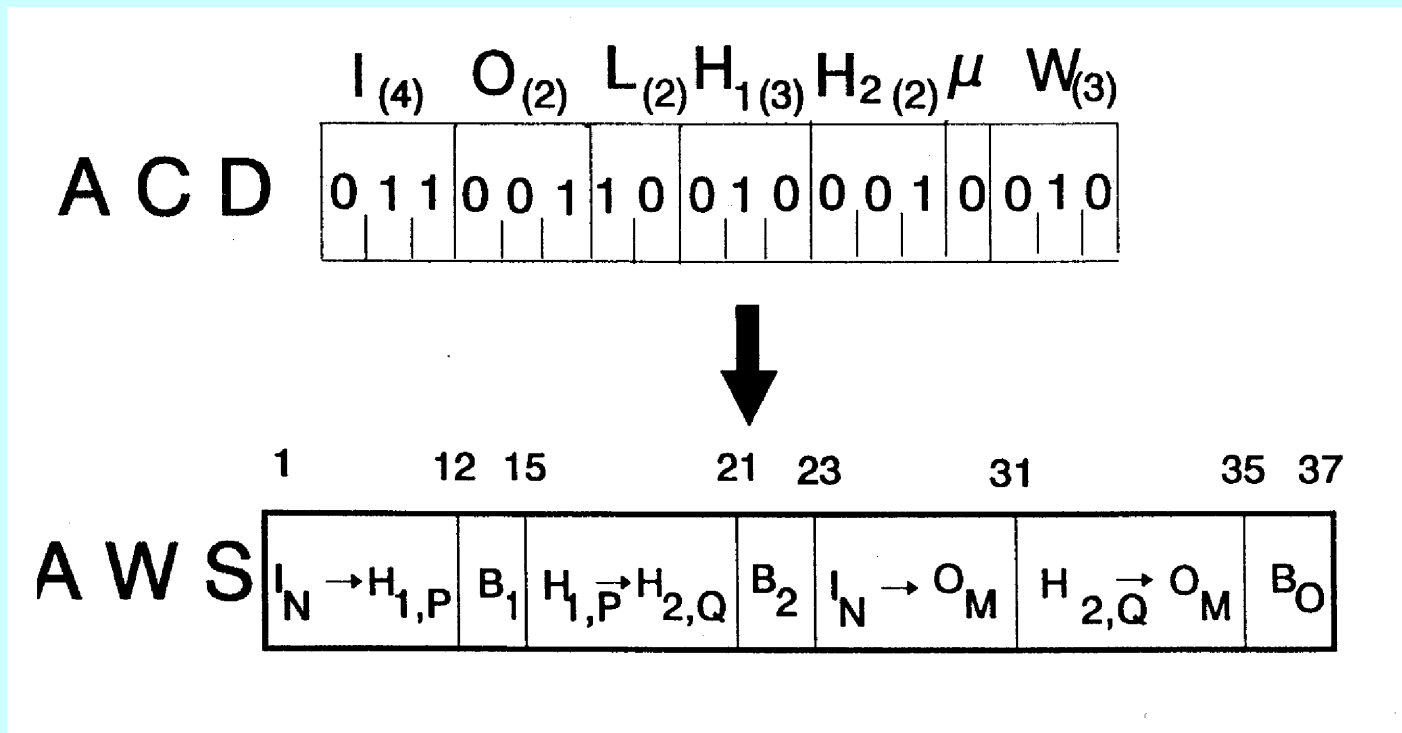 I(4) O(2) L(2) H1(3) H2(2) μ W(3)
A C D 0 1 1 0 0 1 1 0 0 1 0 0 0 1 0 0 1 0
1 12 15 21 23 31 35 37
A W S IN → H1,P B1 H1,P → H2,Q B2 IN → OM H2,Q → OM BO